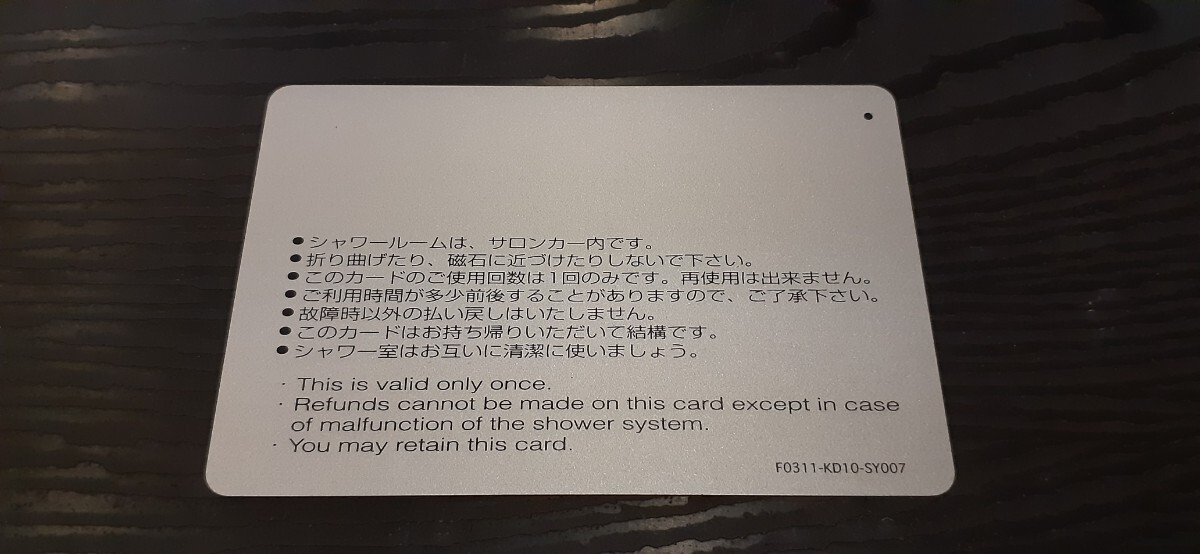 ●シャワールームは、サロンカー内です。
●折り曲げたり、磁石に近づけたりしないで下さい。
●このカードのご使用回数は1回のみです。再使用は出来ません。
●ご利用時間が多少前後することがありますので、ご了承下さい。
●故障時以外の払い戻しはいたしません。
●このカードはお持ち帰りいただいて結構です。
●シャワー室はお互いに清潔に使いましょう。
・This is valid only once.
・Refunds cannot be made on this card except in case
of malfunction of the shower system.
・You may retain this card.
F0311-KD10-SY007